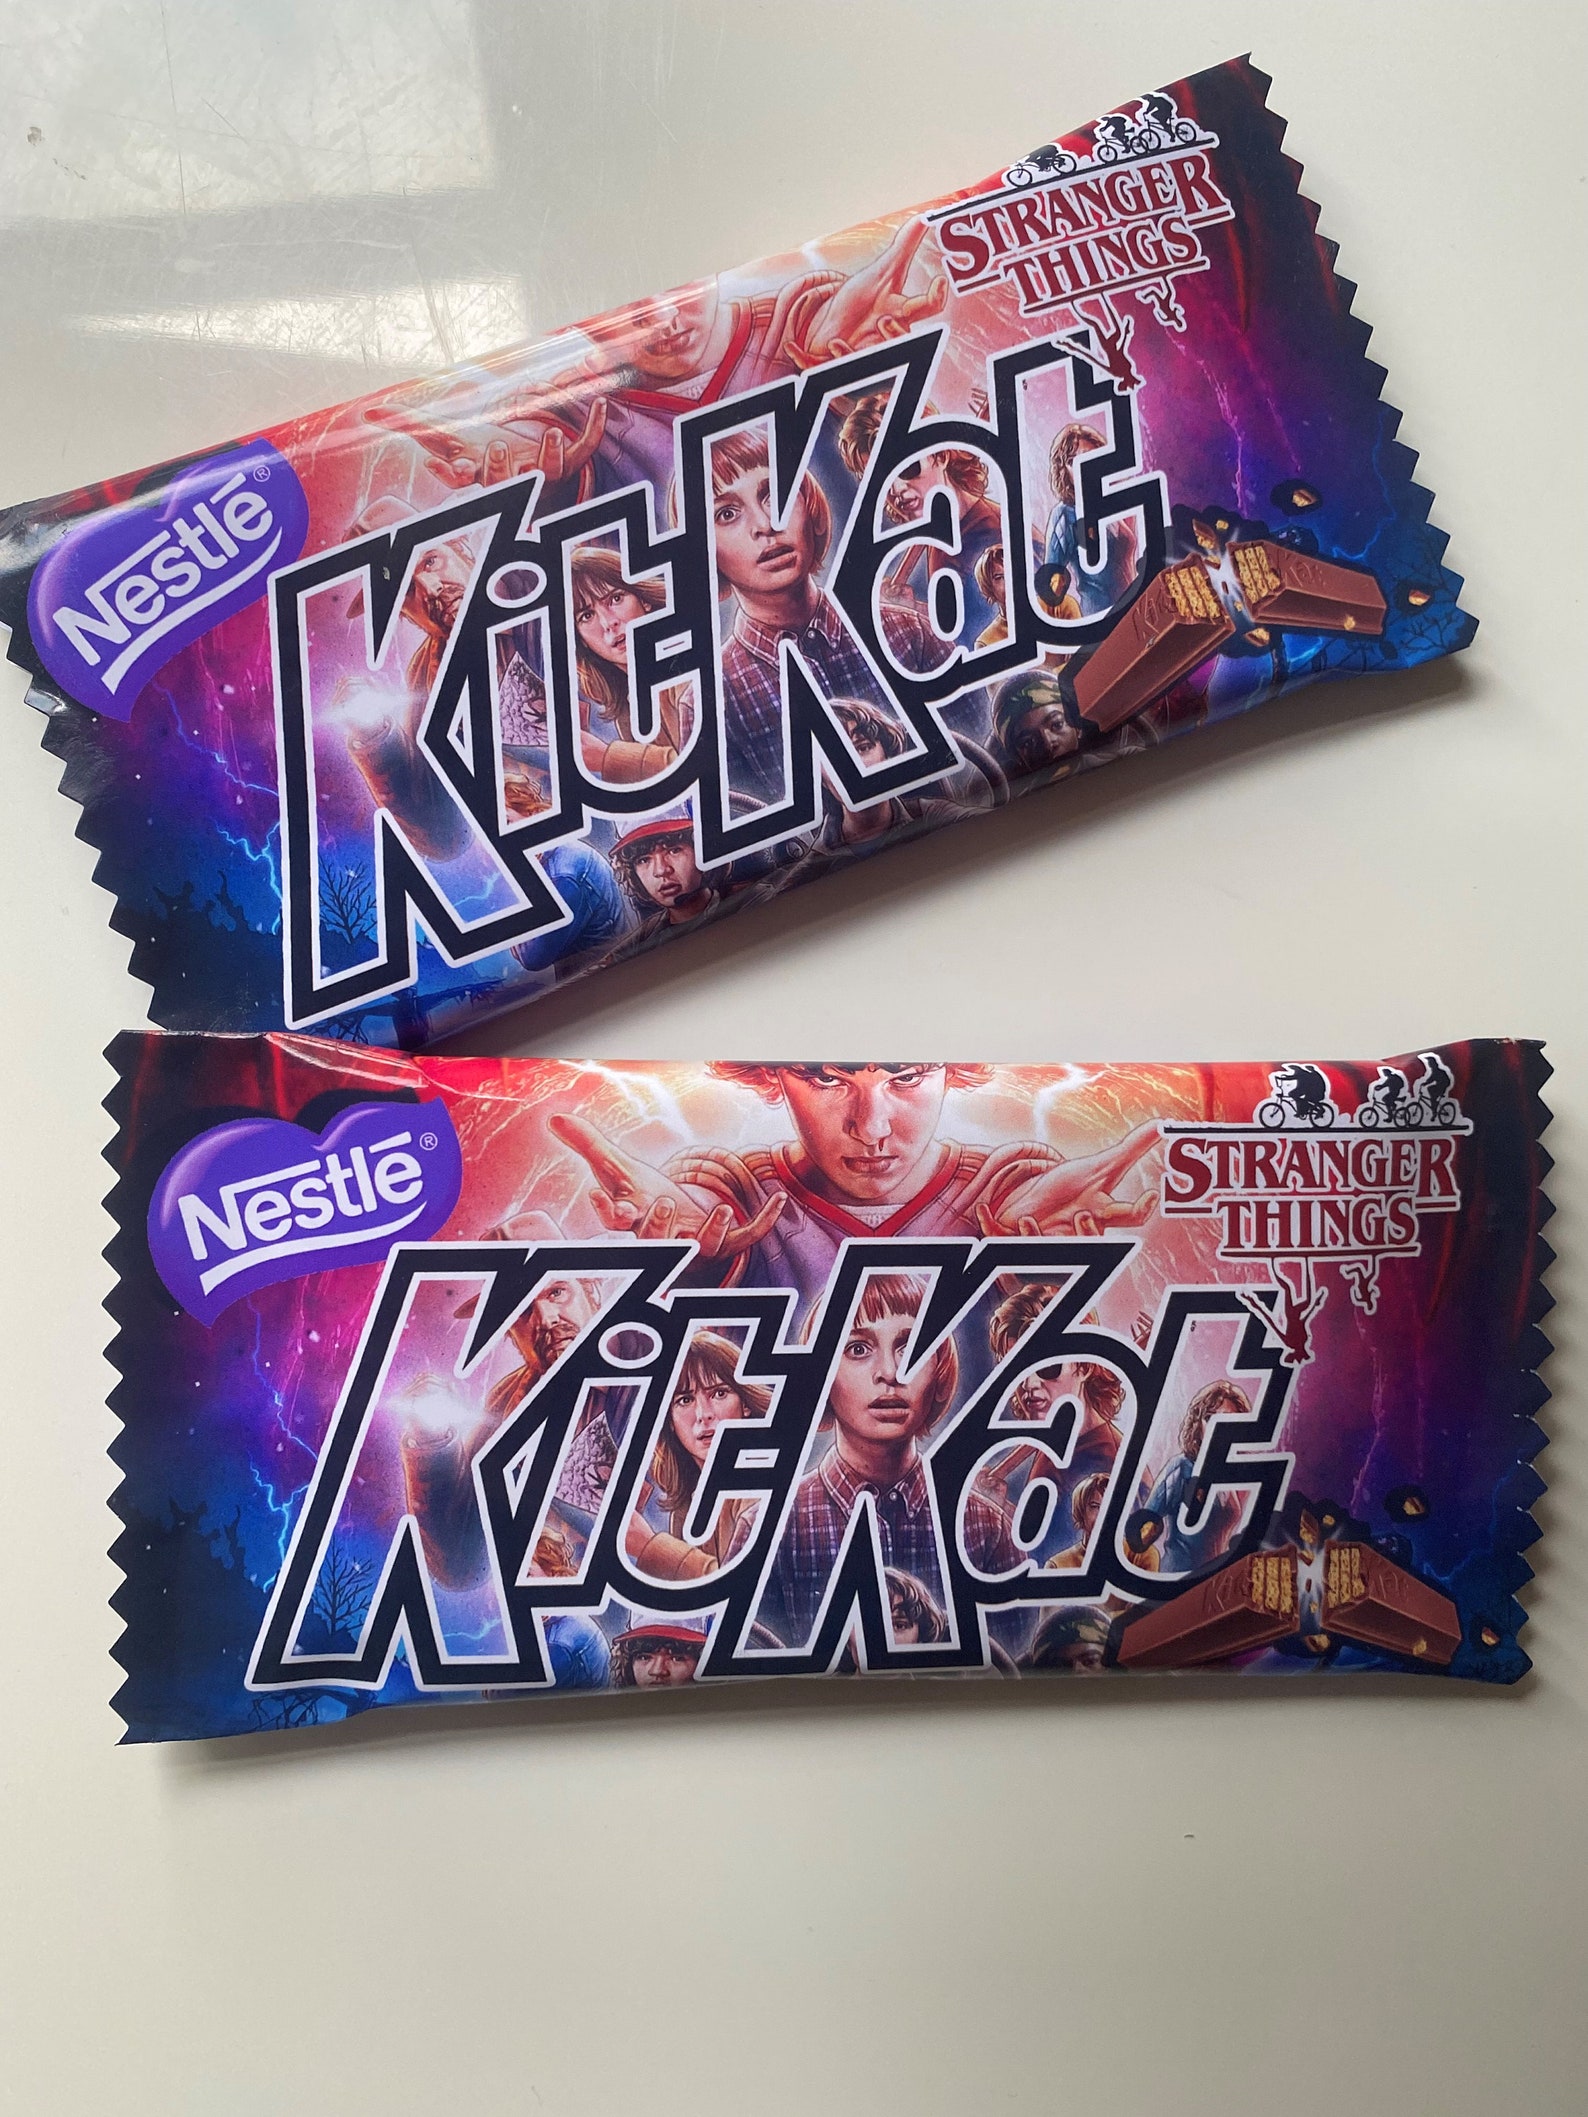 STRANGER
THINGS
Nestlé®
KitKat
Nestlé®
STRANGER
THINGS
KitKat